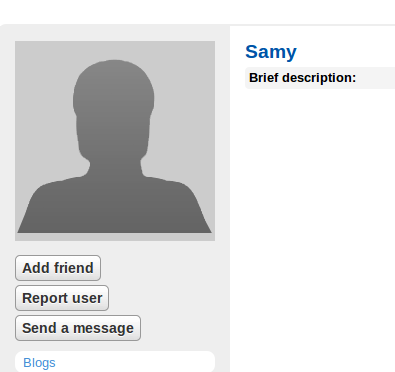 Samy
Brief description:
Add friend
Report user
Send a message
Blogs